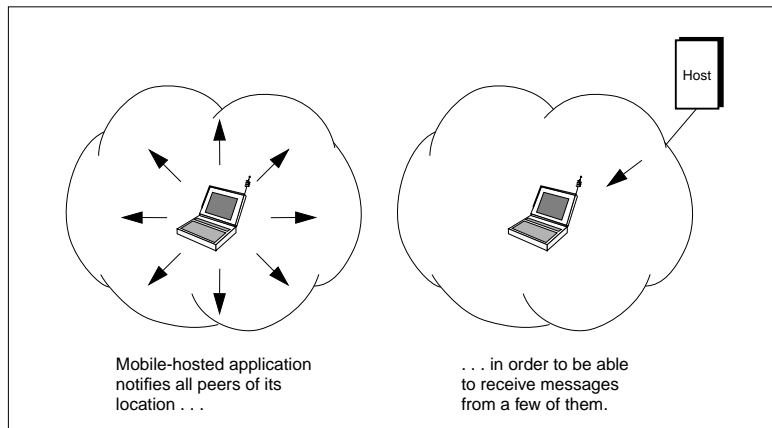 Host
Mobile-hosted application
notifies all peers of its
location . . .
. . . in order to be able
to receive messages
from a few of them.